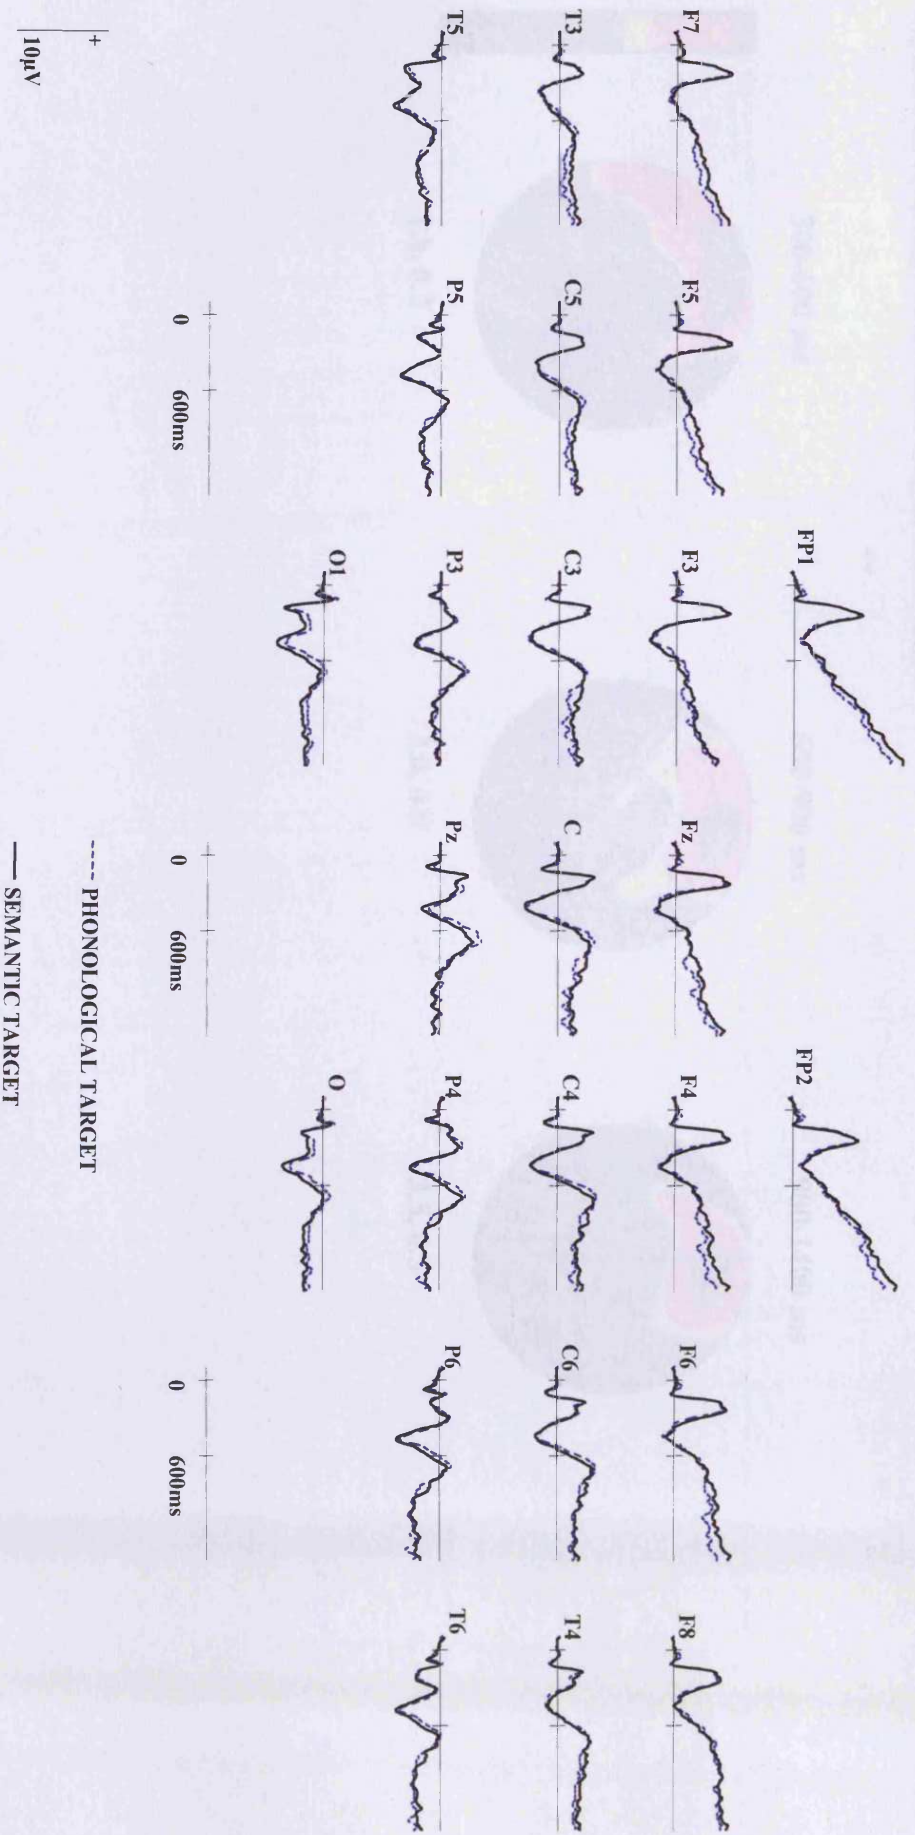 FP1 FP2
F7 F5 F3 Fz F4 F6 F8
T3 C5 C3 C C4 C6 T4
T5 P5 P3 Pz P4 P6 T6
O1 O
0 600ms 0 600ms 0 600ms
---- PHONOLOGICAL TARGET
— SEMANTIC TARGET
+
10µV